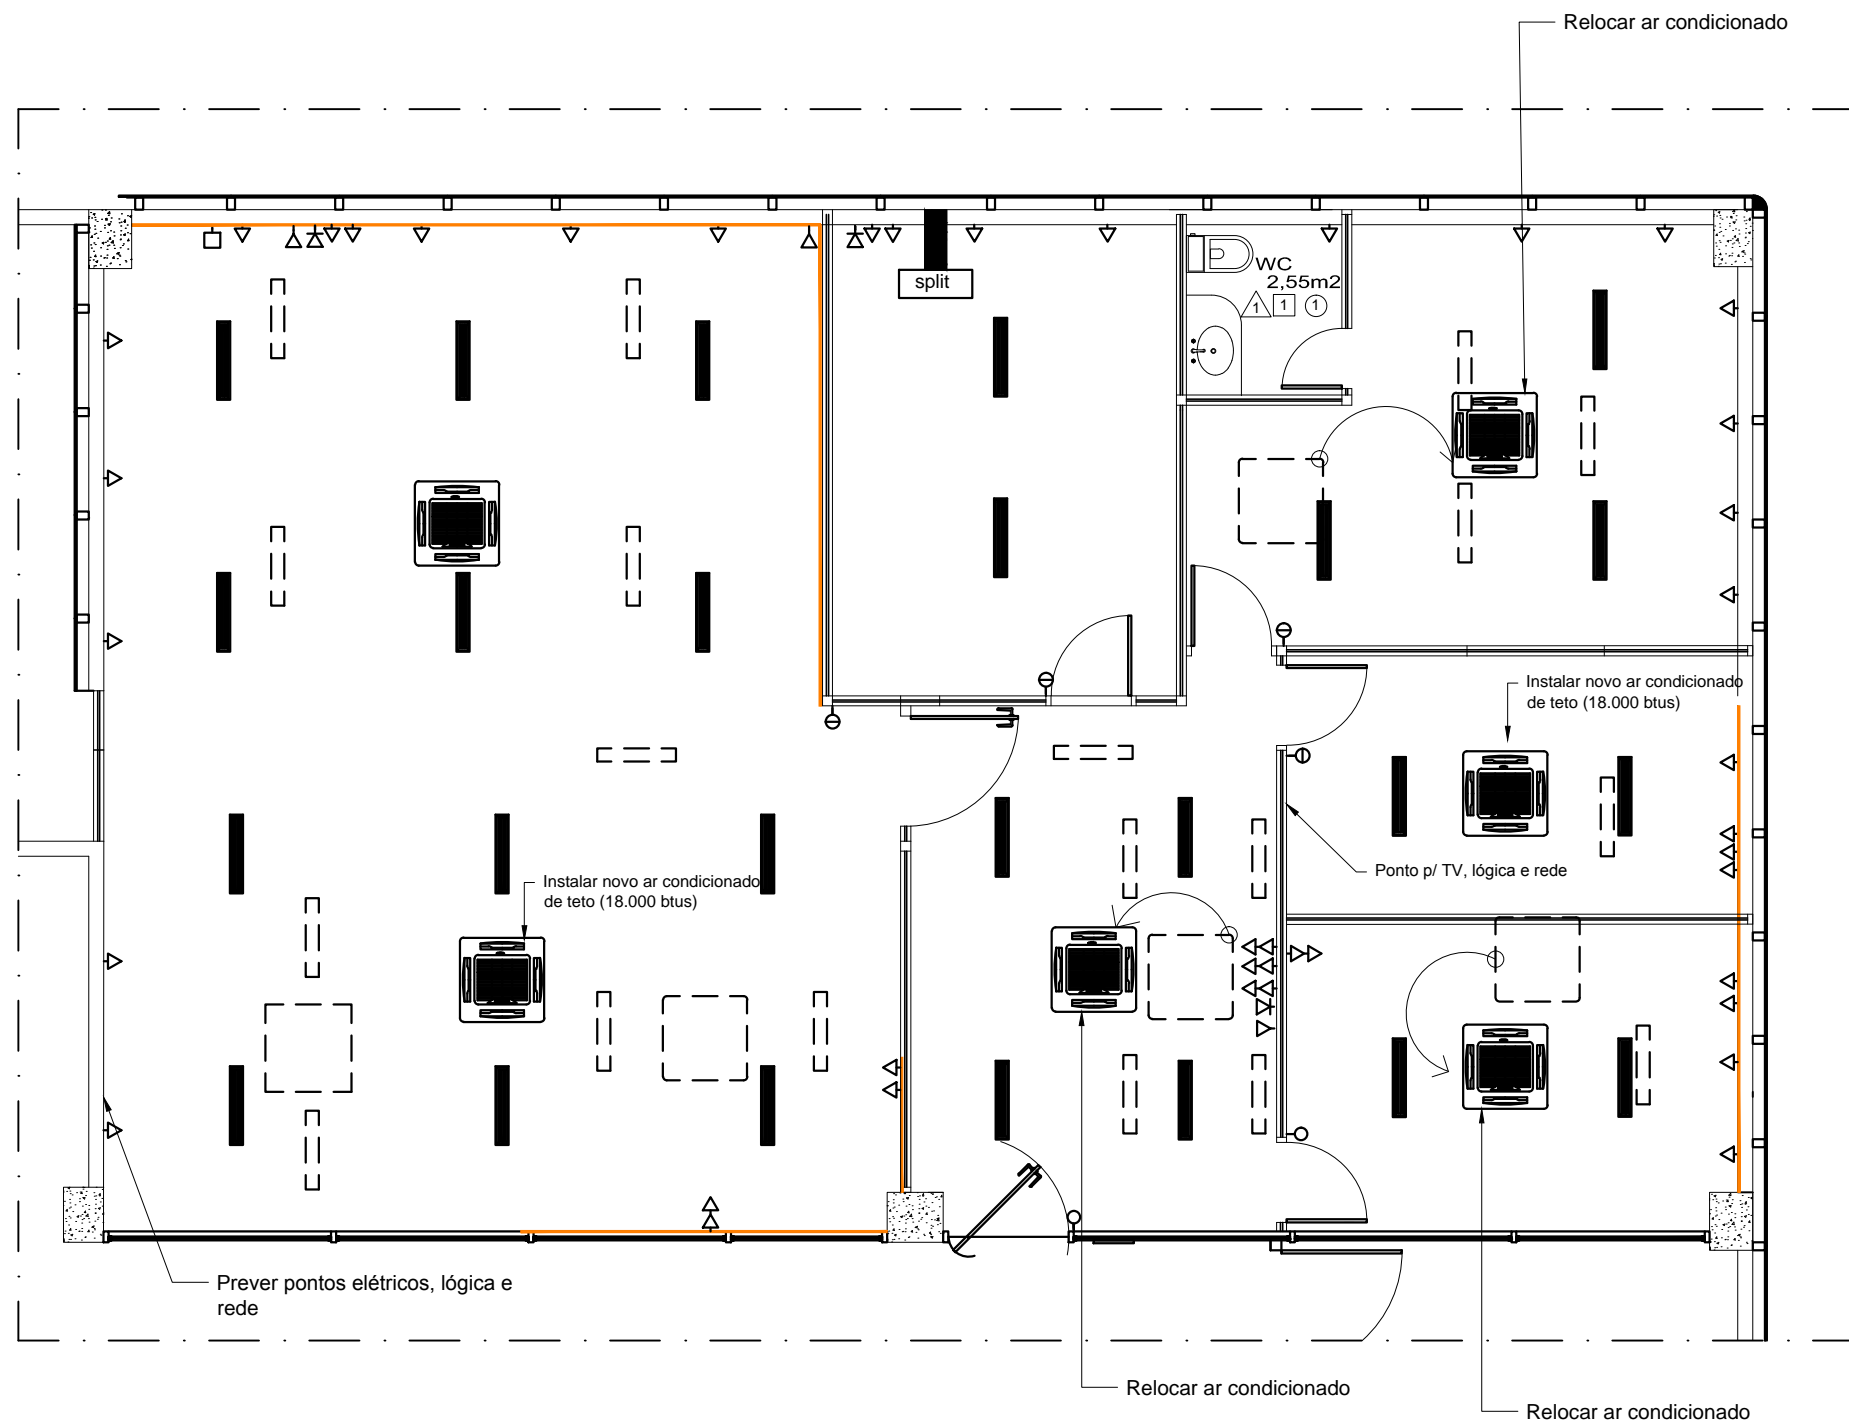 Relocar ar condicionado
split
WC
2,55m2
1 1 1
Instalar novo ar condicionado
de teto (18.000 btus)
Ponto p/ TV, lógica e rede
Instalar novo ar condicionado
de teto (18.000 btus)
Prever pontos elétricos, lógica e
rede
Relocar ar condicionado
Relocar ar condicionado